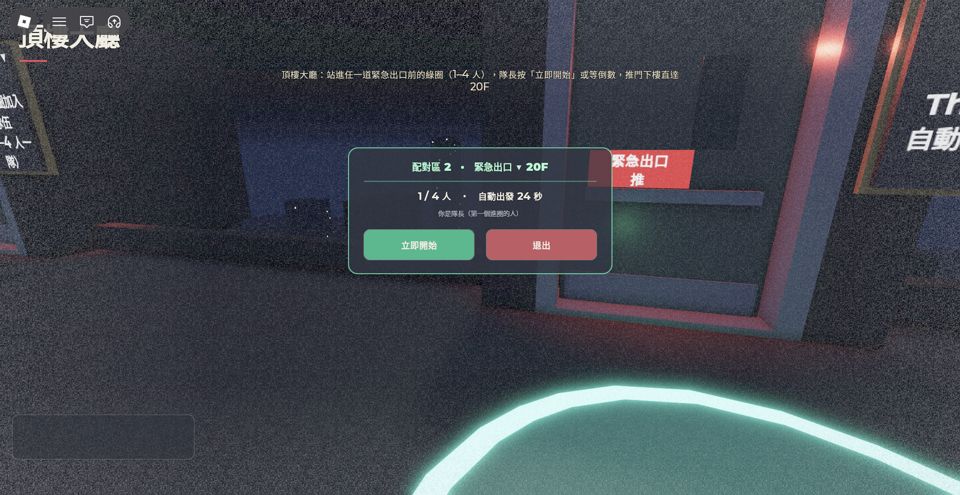 頂樓大廳
頂樓大廳：站進任一道緊急出口前的綠圈（1–4 人），隊長按「立即開始」或等倒數，推門下樓直達
20F
配對區 2 • 緊急出口 ▼ 20F
1 / 4 人 • 自動出發 24 秒
你是隊長（第一個進圈的人）
立即開始
退出
緊急出口
推
Th
自動